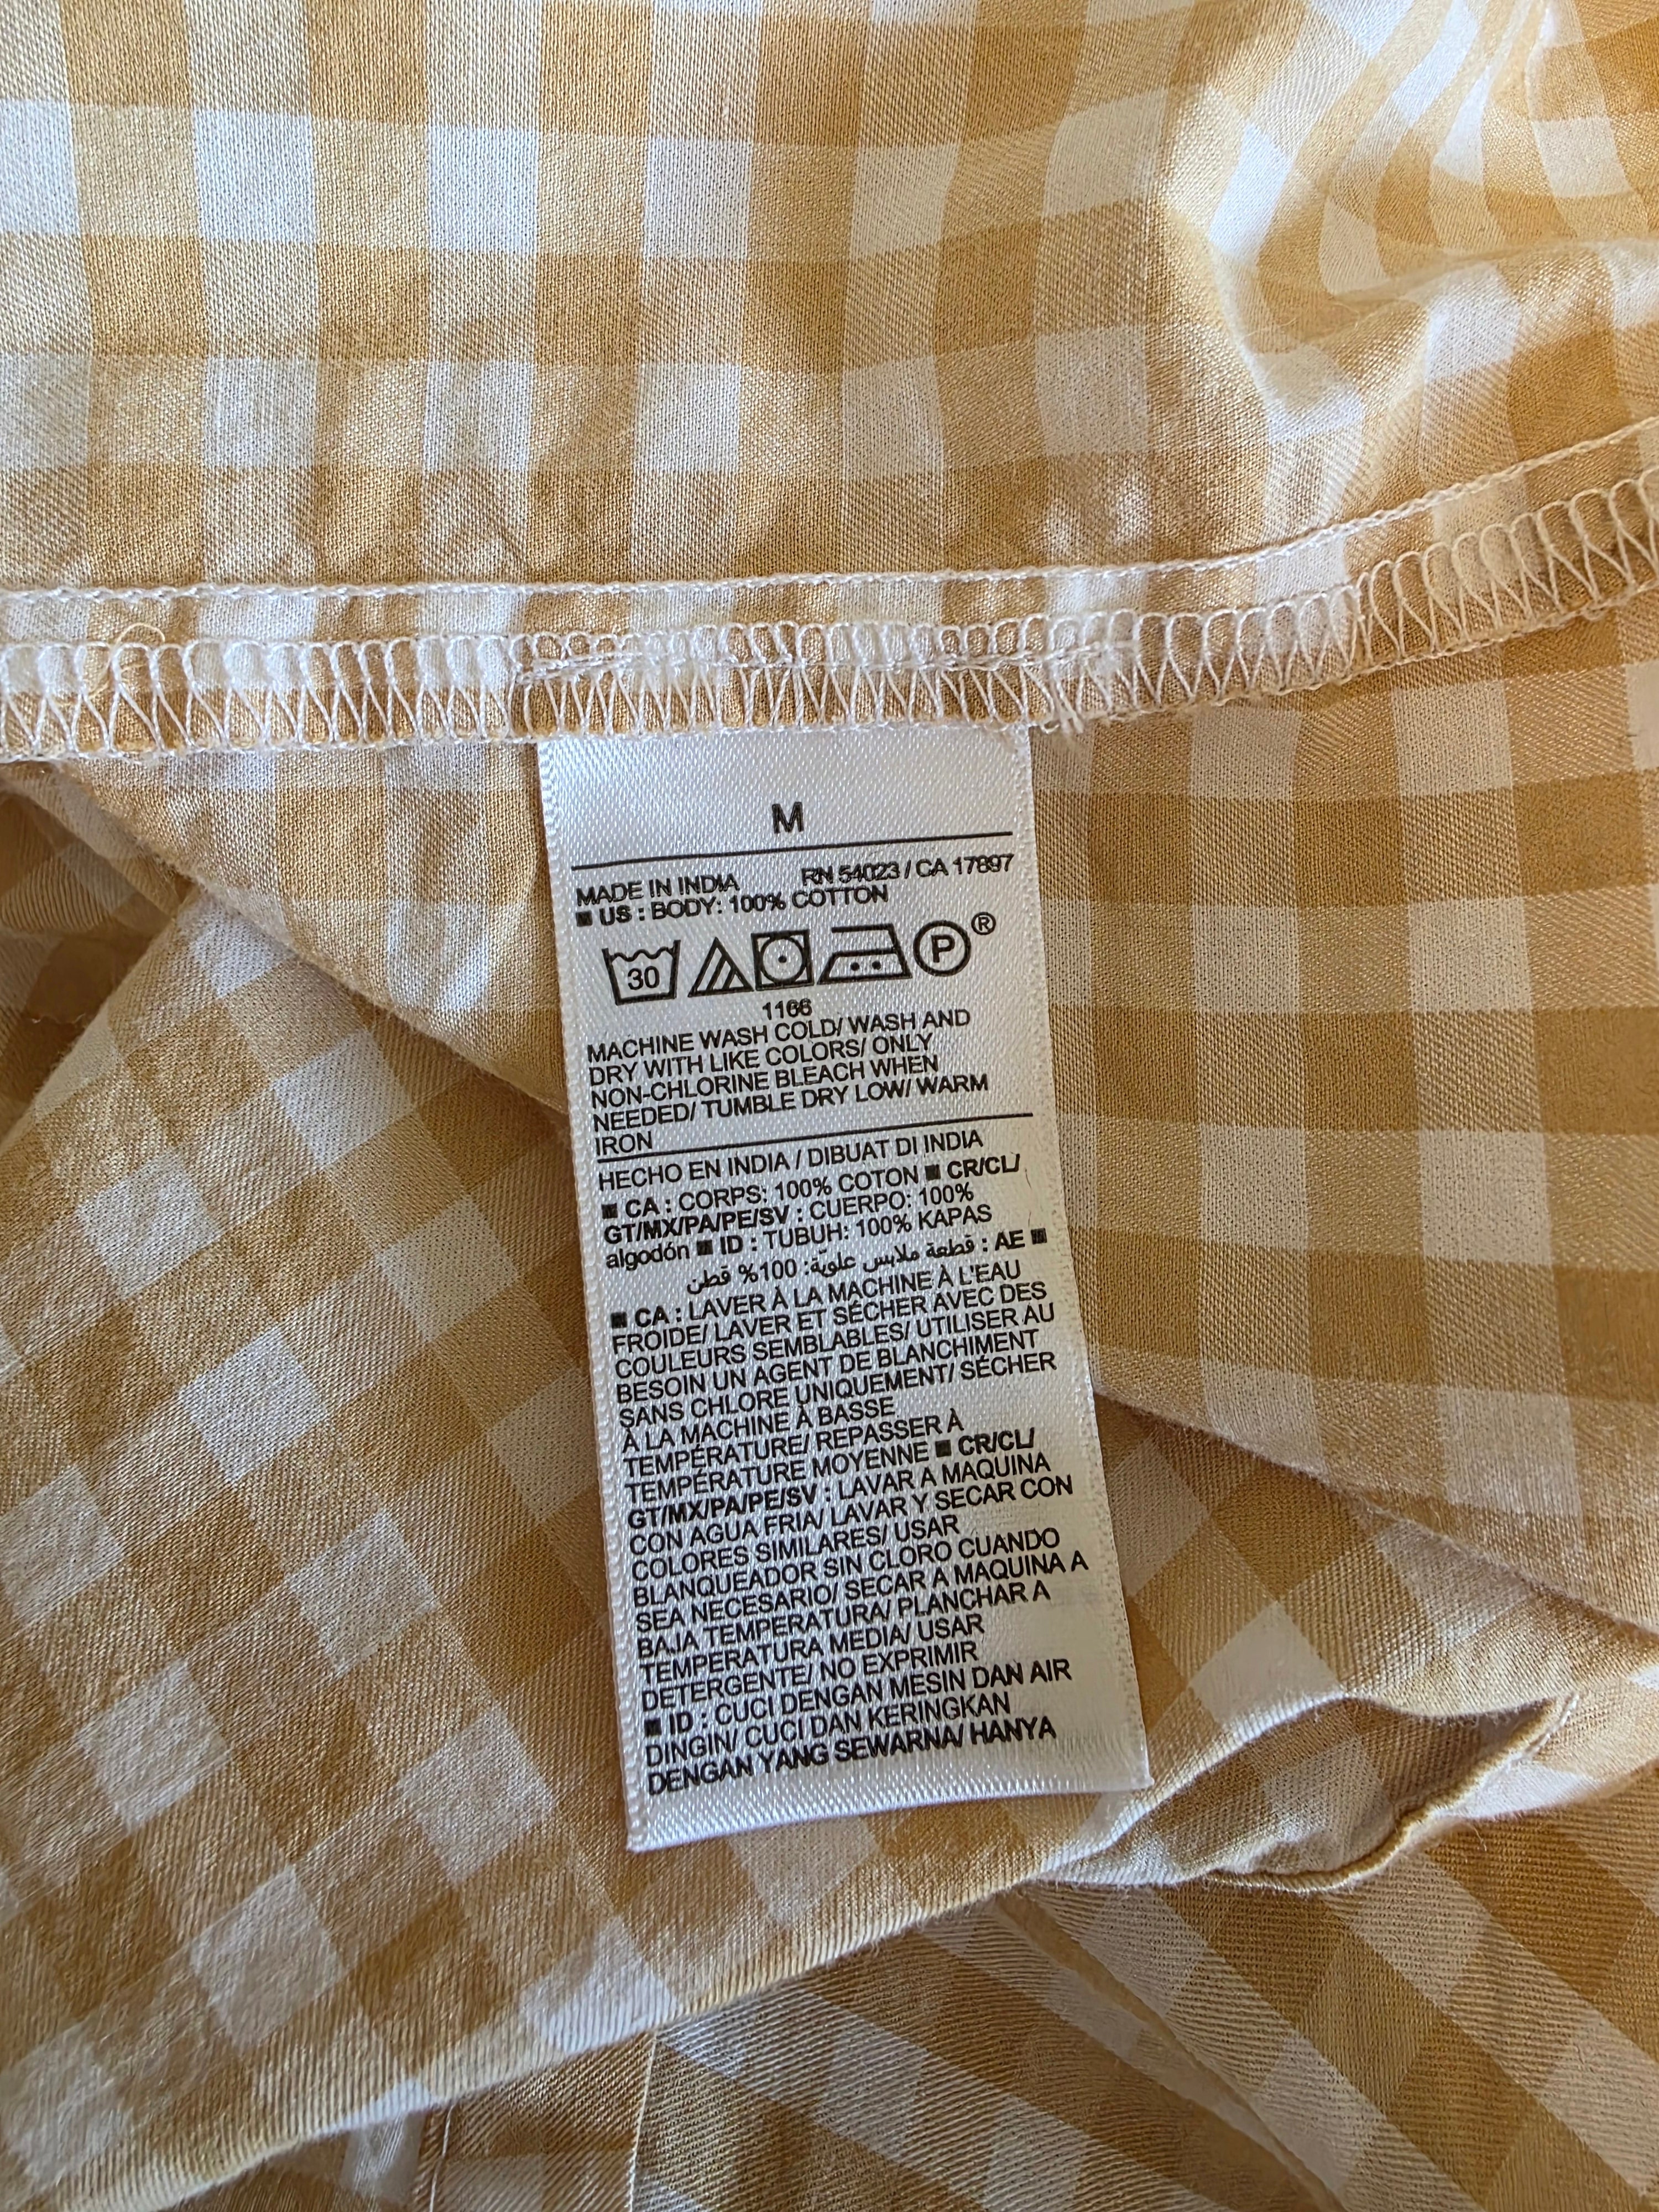 M
MADE IN INDIA RN 54023 / CA 17897
■ US : BODY: 100% COTTON
30 P ®
1166
MACHINE WASH COLD/ WASH AND
DRY WITH LIKE COLORS/ ONLY
NON-CHLORINE BLEACH WHEN
NEEDED/ TUMBLE DRY LOW/ WARM
IRON
HECHO EN INDIA / DIBUAT DI INDIA
■ CA : CORPS: 100% COTON ■ CR/CL/
GT/MX/PA/PE/SV : CUERPO: 100%
algodón ■ ID : TUBUH: 100% KAPAS
■ AE : قطعة ملابس علويّة: 100%‏ قطن
■ CA : LAVER À LA MACHINE À L'EAU
FROIDE/ LAVER ET SÉCHER AVEC DES
COULEURS SEMBLABLES/ UTILISER AU
BESOIN UN AGENT DE BLANCHIMENT
SANS CHLORE UNIQUEMENT/ SÉCHER
À LA MACHINE À BASSE
TEMPÉRATURE/ REPASSER À
TEMPÉRATURE MOYENNE ■ CR/CL/
GT/MX/PA/PE/SV : LAVAR A MAQUINA
CON AGUA FRIA/ LAVAR Y SECAR CON
COLORES SIMILARES/ USAR
BLANQUEADOR SIN CLORO CUANDO
SEA NECESARIO/ SECAR A MAQUINA A
BAJA TEMPERATURA/ PLANCHAR A
TEMPERATURA MEDIA/ USAR
DETERGENTE/ NO EXPRIMIR
■ ID : CUCI DENGAN MESIN DAN AIR
DINGIN/ CUCI DAN KERINGKAN
DENGAN YANG SEWARNA/ HANYA